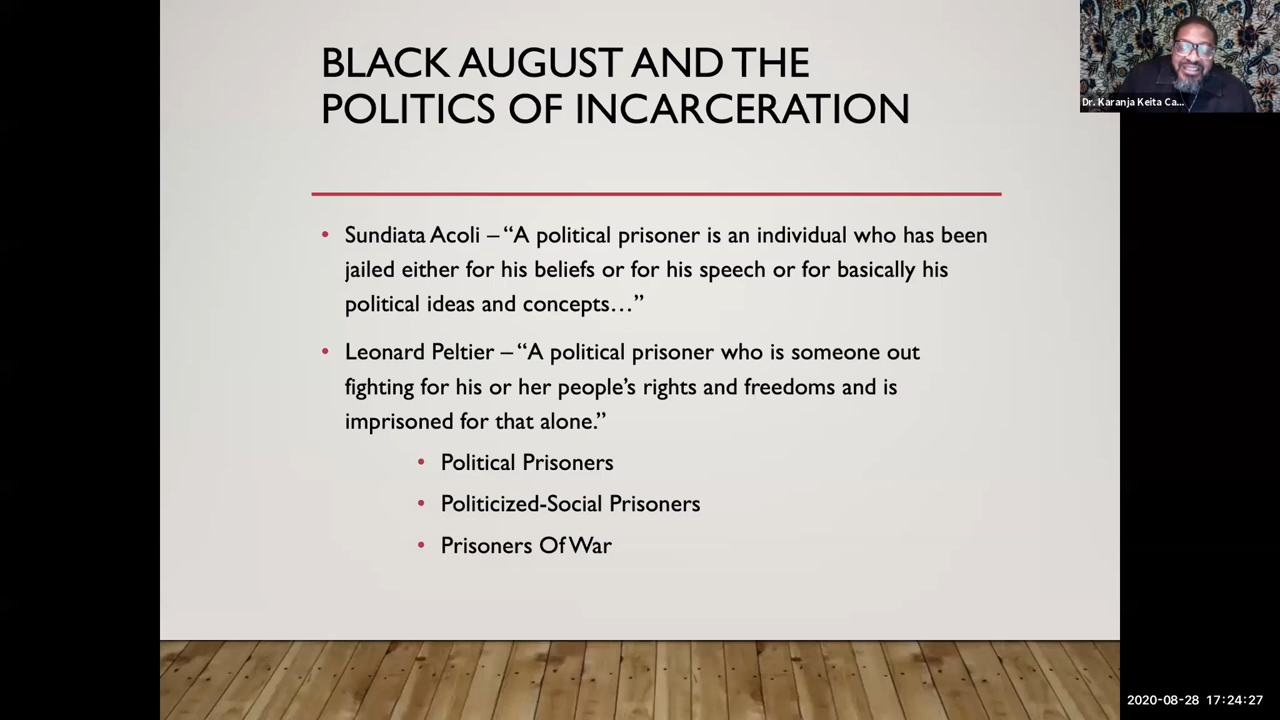 BLACK AUGUST AND THE
POLITICS OF INCARCERATION
Dr. Karanja Keita Ca...
• Sundiata Acoli – “A political prisoner is an individual who has been
jailed either for his beliefs or for his speech or for basically his
political ideas and concepts…”
• Leonard Peltier – “A political prisoner who is someone out
fighting for his or her people’s rights and freedoms and is
imprisoned for that alone.”
• Political Prisoners
• Politicized-Social Prisoners
• Prisoners Of War
2020-08-28 17:24:27